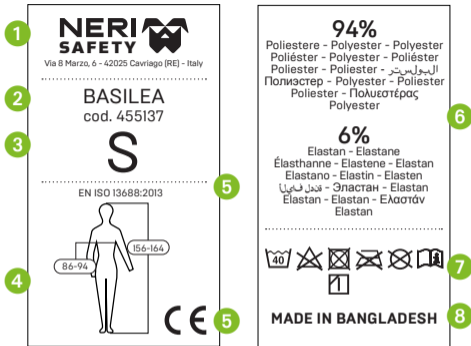 1
NERI
SAFETY
Via 8 Marzo, 6 - 42025 Cavriago (RE) - Italy
2
BASILEA
cod. 455137
3
S
EN ISO 13688:2013
5
156-164
86-94
4
CE
5
94%
Poliestere - Polyester - Polyester
Poliéster - Polyester - Poliéster
Poliester - Poliester - البوليستر
Полиэстер - Polyester - Poliester
Poliester - Πολυεστέρας
Polyester
6
6%
Elastan - Elastane
Élasthanne - Elastene - Elastan
Elastano - Elastin - Elasten
Эластан - Elastan
Elastan - Elastan - Ελαστάν
Elastan
40
7
1
MADE IN BANGLADESH
8